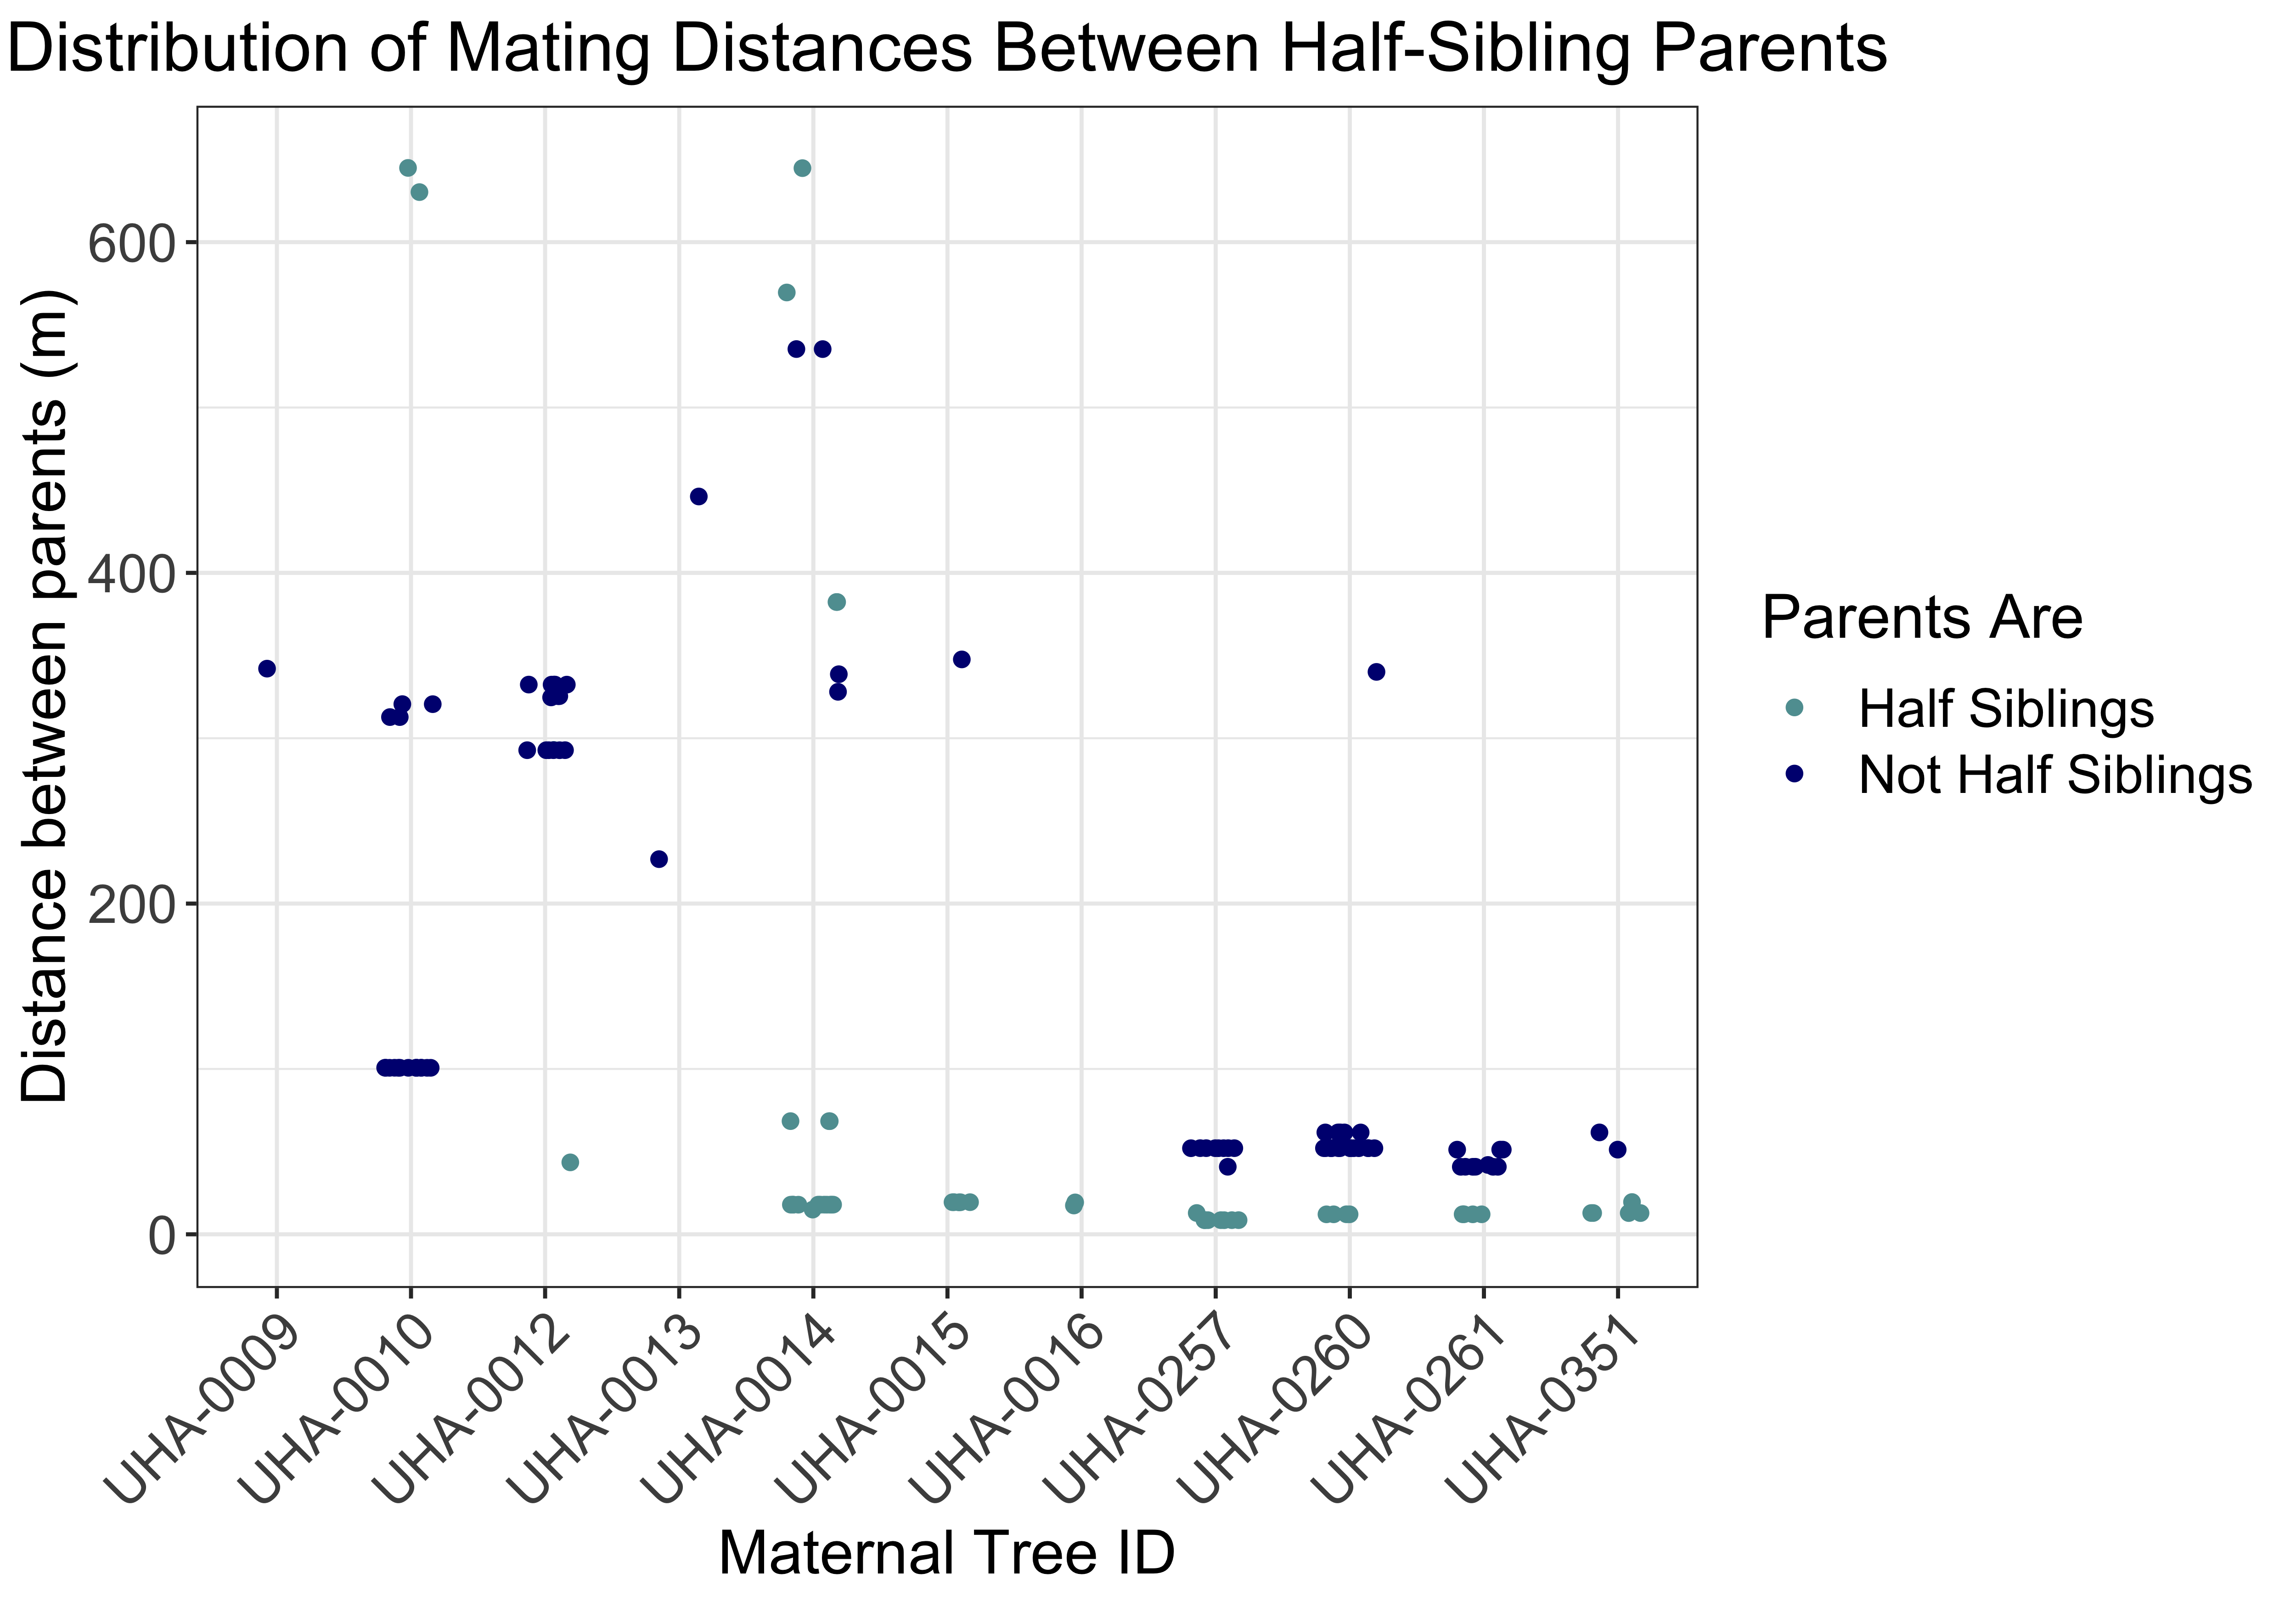 Distribution of Mating Distances Between Half-Sibling Parents
Distance between parents (m)
600
400
200
0
UHA-0009
UHA-0010
UHA-0012
UHA-0013
UHA-0014
UHA-0015
UHA-0016
UHA-0257
UHA-0260
UHA-0261
UHA-0351
Maternal Tree ID
Parents Are
Half Siblings
Not Half Siblings